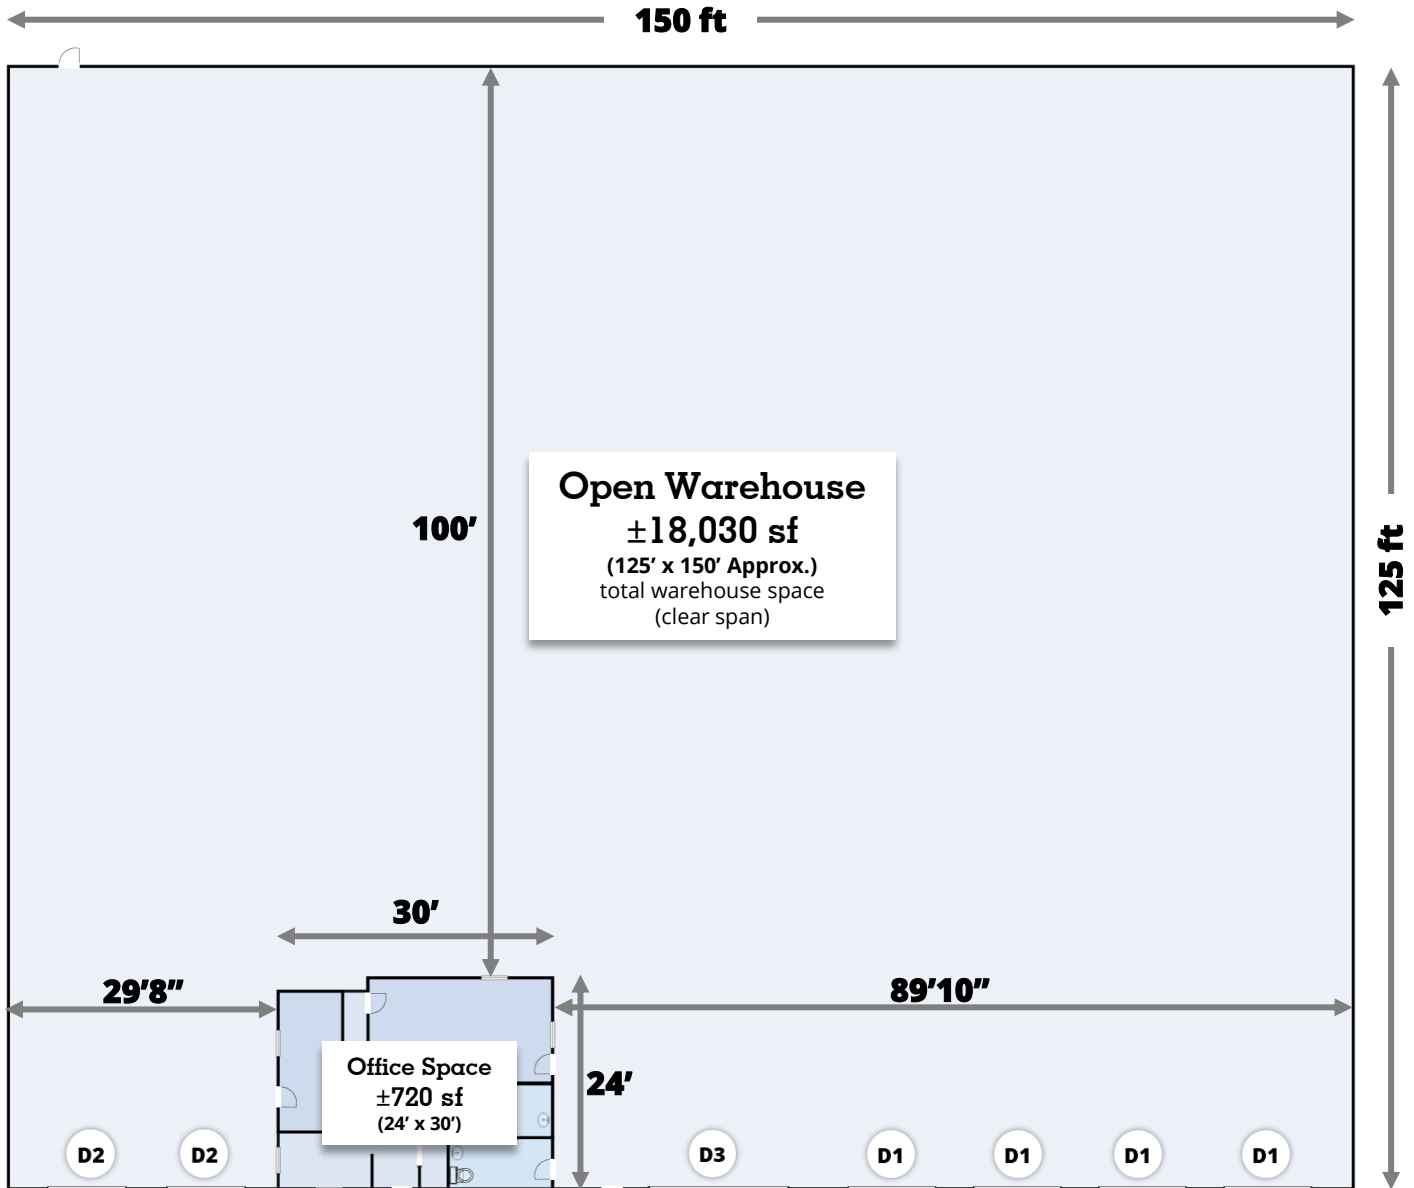 150 ft
100’
125 ft
Open Warehouse
±18,030 sf
(125’ x 150’ Approx.)
total warehouse space
(clear span)
30’
29’8”
89’10”
Office Space
±720 sf
(24’ x 30’)
24’
D2
D2
D3
D1
D1
D1
D1